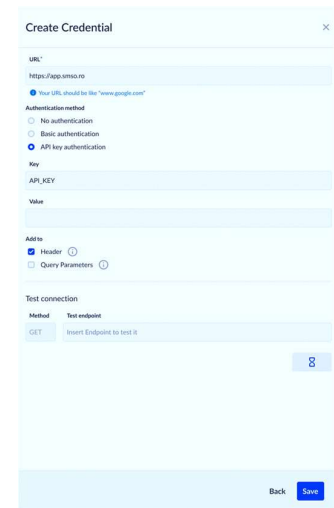 Create Credential
URL*
https://app.smso.ro
Your URL should be like "www.google.com"
Authentication method
No authentication
Basic authentication
API key authentication
Key
API_KEY
Value
Add to
Header
Query Parameters
Test connection
Method Test endpoint
GET Insert Endpoint to test it
Back Save